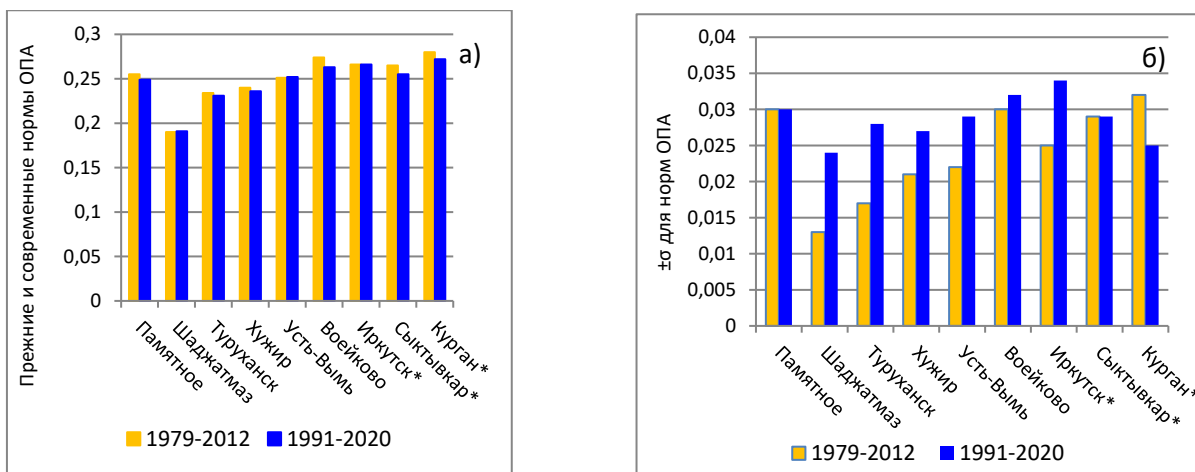 Прежние и современные нормы ОПА
0,3
0,25
0,2
0,15
0,1
0,05
0
а)
Памятное
Шаджатмаз
Туруханск
Хужир
Усть-Вымь
Воейково
Иркутск*
Сыктывкар*
Курган*
1979-2012
1991-2020
±σ для норм ОПА
0,04
0,035
0,03
0,025
0,02
0,015
0,01
0,005
0
б)
Памятное
Шаджатмаз
Туруханск
Хужир
Усть-Вымь
Воейково
Иркутск*
Сыктывкар*
Курган*
1979-2012
1991-2020